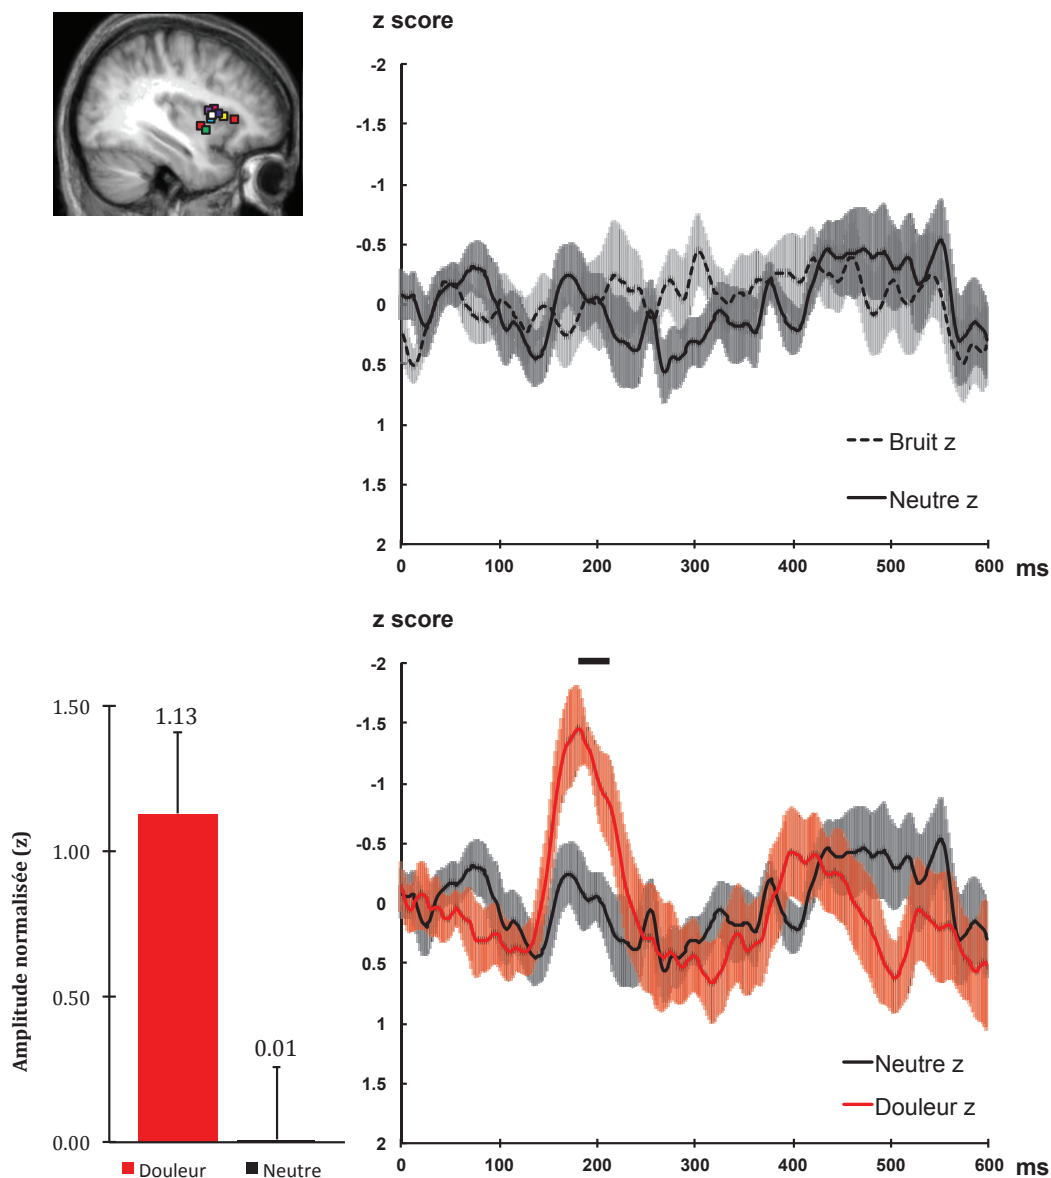 z score
-2
-1.5
-1
-0.5
0
0.5
1
1.5
2
0 100 200 300 400 500 600 ms
Bruit z
Neutre z
z score
-2
-1.5
-1
-0.5
0
0.5
1
1.5
2
0 100 200 300 400 500 600 ms
Neutre z
Douleur z
Amplitude normalisée (z)
1.50
1.00
0.50
0.00
1.13
0.01
Douleur Neutre